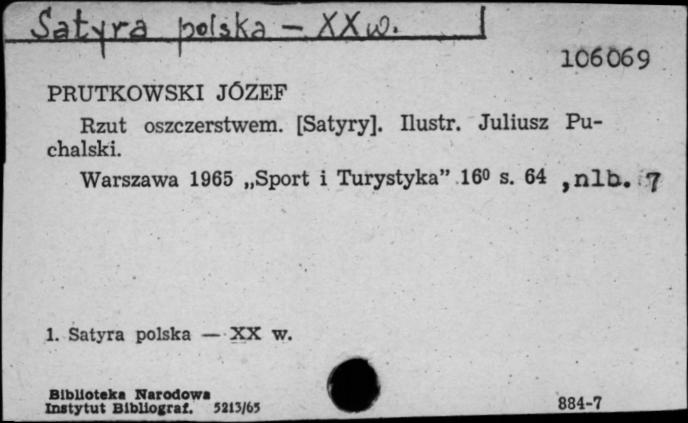 Satyra polska — XX w.
106069
PRUTKOWSKI JÓZEF
Rzut oszczerstwem. [Satyry]. Ilustr. Juliusz Pu-
chalski.
Warszawa 1965 „Sport i Turystyka” 16⁰ s. 64 ,nlb. 7
1. Satyra polska — XX w.
Biblioteka Narodowa
Instytut Bibliograf. 5213/65
884-7